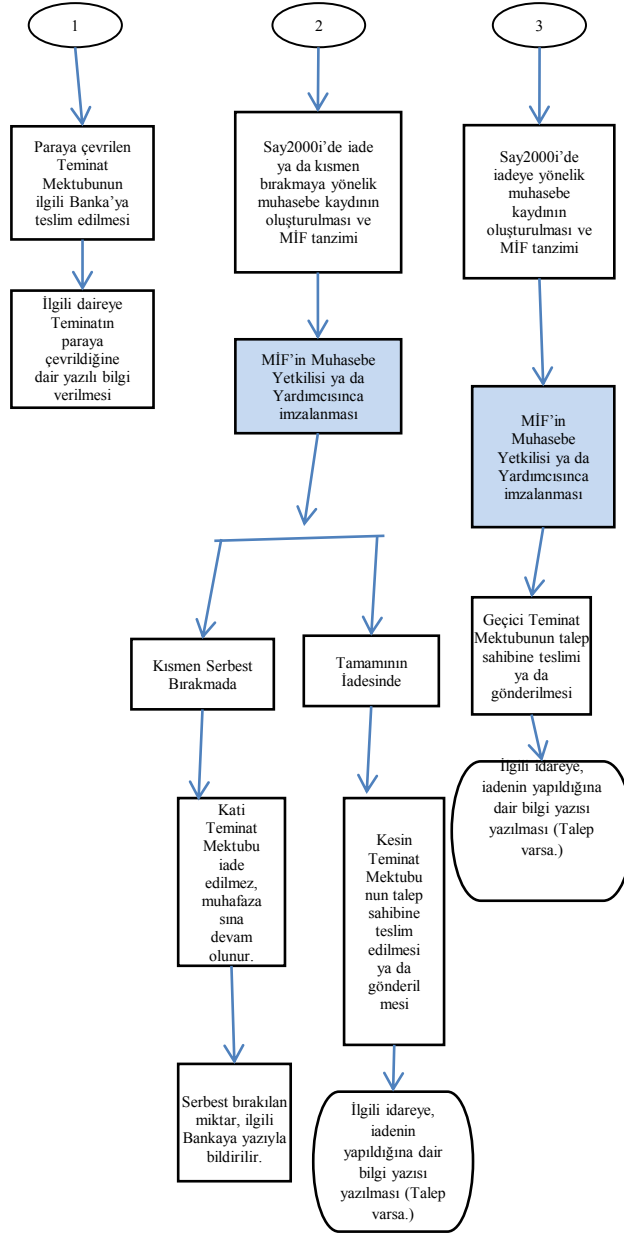 1
2
3
Paraya çevrilen
Teminat
Mektubunun
ilgili Banka’ya
teslim edilmesi
İlgili daireye
Teminatın
paraya
çevrildiğine
dair yazılı bilgi
verilmesi
Say2000i’de iade
ya da kısmen
bırakmaya yönelik
muhasebe kaydının
oluşturulması ve
MİF tanzimi
MİF’in Muhasebe
Yetkilisi ya da
Yardımcısınca
imzalanması
Kısmen Serbest
Bırakmada
Kati
Teminat
Mektubu
iade
edilmez,
muhafaza
sına
devam
olunur.
Serbest bırakılan
miktar, ilgili
Bankaya yazıyla
bildirilir.
Tamamının
İadesinde
Kesin
Teminat
Mektubu
nun talep
sahibine
teslim
edilmesi
ya da
gönderil
mesi
İlgili idareye,
iadenin
yapıldığına dair
bilgi yazısı
yazılması (Talep
varsa.)
Say2000i’de
iadeye yönelik
muhasebe
kaydının
oluşturulması ve
MİF tanzimi
MİF’in
Muhasebe
Yetkilisi ya da
Yardımcısınca
imzalanması
Geçici Teminat
Mektubunun talep
sahibine teslimi
ya da
gönderilmesi
İlgili idareye,
iadenin yapıldığına
dair bilgi yazısı
yazılması (Talep
varsa.)